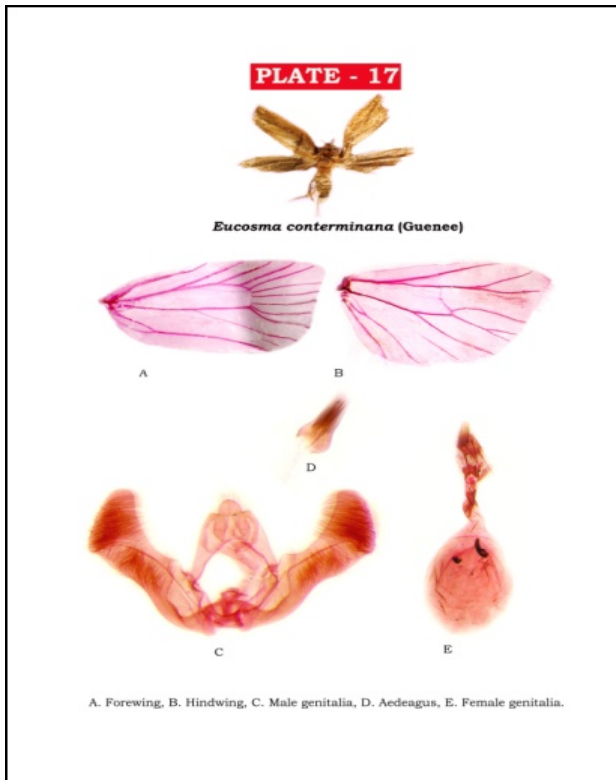 PLATE - 17
Eucosma conterminana (Guenee)
A
B
D
C
E
A. Forewing, B. Hindwing, C. Male genitalia, D. Aedeagus, E. Female genitalia.